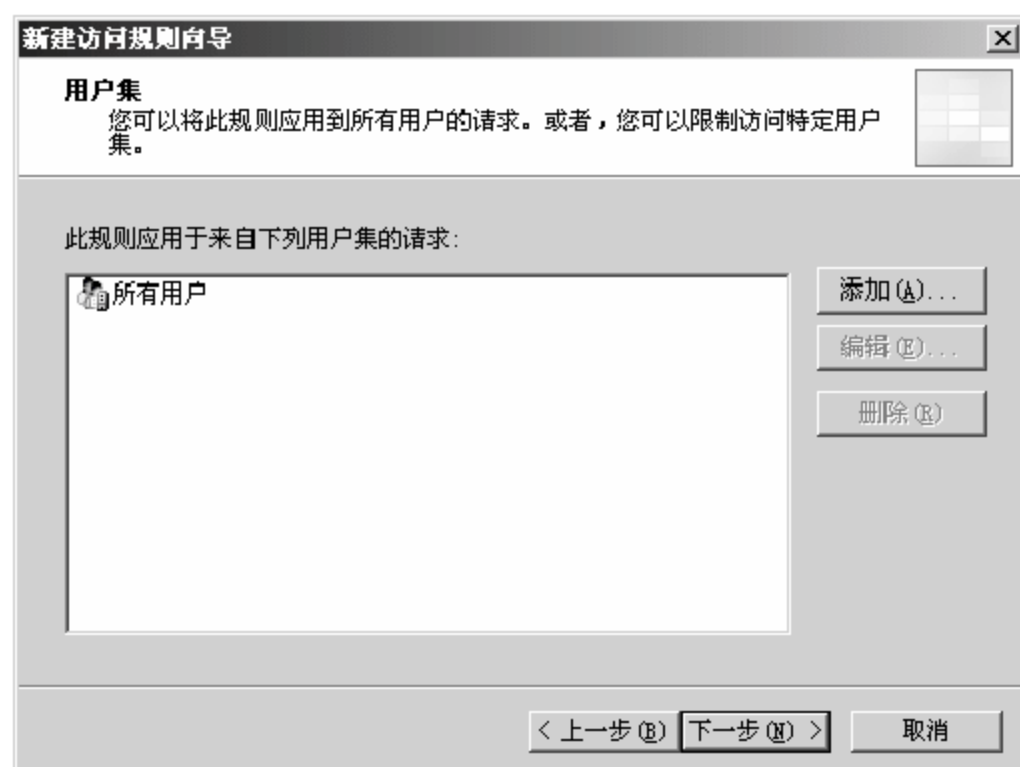 新建访问规则向导
用户集
您可以将此规则应用到所有用户的请求。或者，您可以限制访问特定用户
集。
此规则应用于来自下列用户集的请求:
所有用户
添加(A)...
编辑(E)...
删除(R)
< 上一步(B)
下一步(N) >
取消